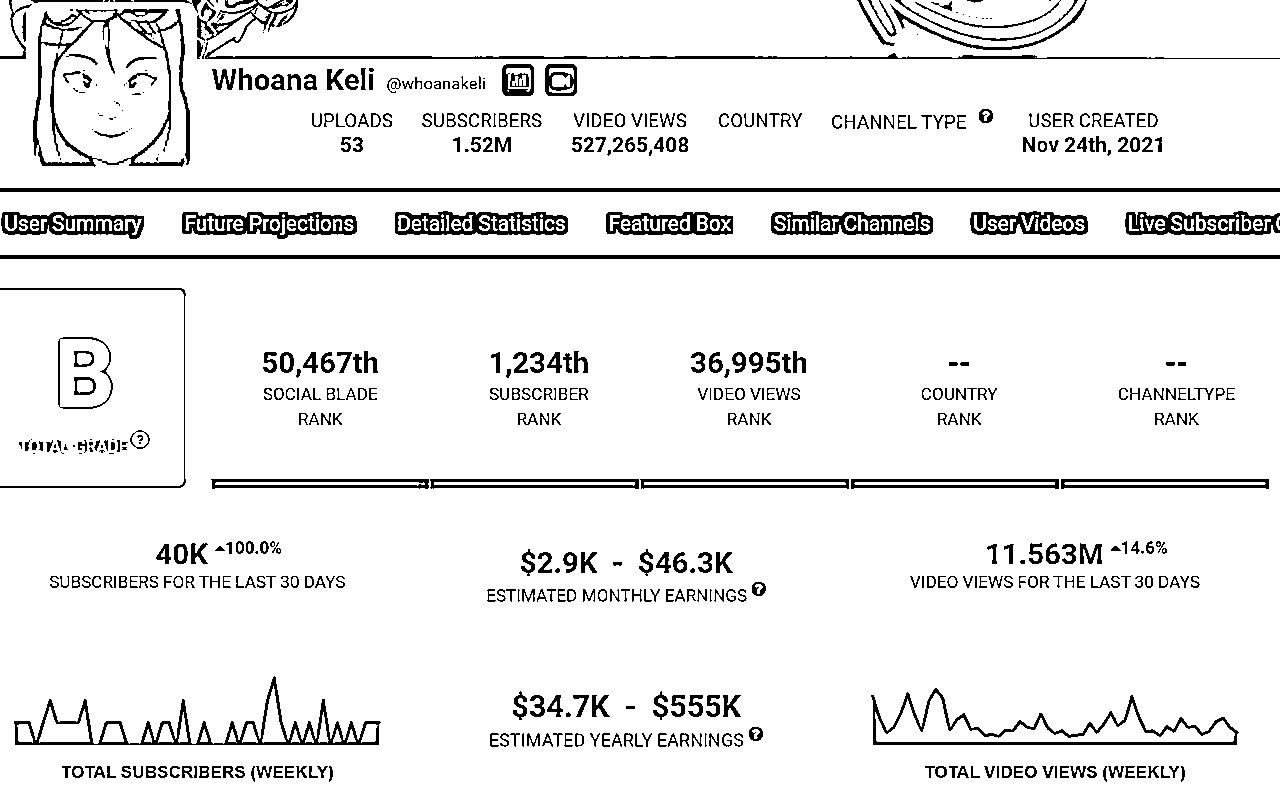 Whoana Keli @whoanakeli
UPLOADS SUBSCRIBERS VIDEO VIEWS COUNTRY CHANNEL TYPE ? USER CREATED
53 1.52M 527,265,408 Nov 24th, 2021
User Summary Future Projections Detailed Statistics Featured Box Similar Channels User Videos Live Subscriber
B
TOTAL GRADE ?
50,467th 1,234th 36,995th -- --
SOCIAL BLADE SUBSCRIBER VIDEO VIEWS COUNTRY CHANNELTYPE
RANK RANK RANK RANK RANK
40K 100.0% $2.9K - $46.3K 11.563M 14.6%
SUBSCRIBERS FOR THE LAST 30 DAYS ESTIMATED MONTHLY EARNINGS ? VIDEO VIEWS FOR THE LAST 30 DAYS
$34.7K - $555K
ESTIMATED YEARLY EARNINGS ?
TOTAL SUBSCRIBERS (WEEKLY) TOTAL VIDEO VIEWS (WEEKLY)